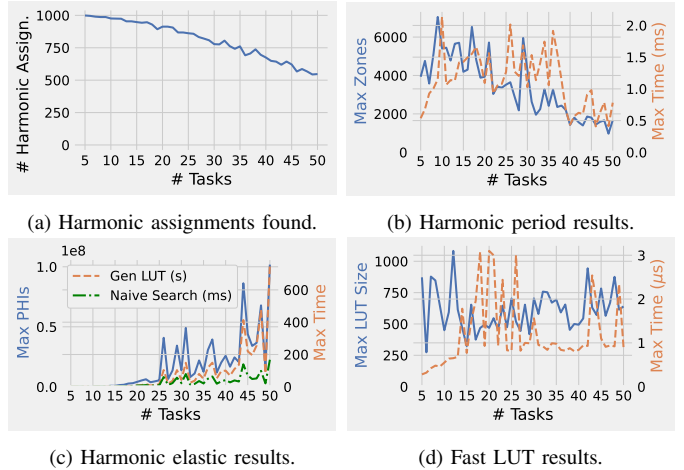 # Harmonic Assign.
1000
750
500
250
0
5 10 15 20 25 30 35 40 45 50
# Tasks
(a) Harmonic assignments found.
Max Zones
6000
4000
2000
0
2.0
1.5
1.0
0.5
0.0
Max Time (ms)
5 10 15 20 25 30 35 40 45 50
# Tasks
(b) Harmonic period results.
1e8
Max PHIs
1.0
0.5
0.0
Gen LUT (s)
Naive Search (ms)
600
400
200
0
Max Time
5 10 15 20 25 30 35 40 45 50
# Tasks
(c) Harmonic elastic results.
Max LUT Size
1000
750
500
250
0
3
2
1
0
Max Time (μs)
5 10 15 20 25 30 35 40 45 50
# Tasks
(d) Fast LUT results.